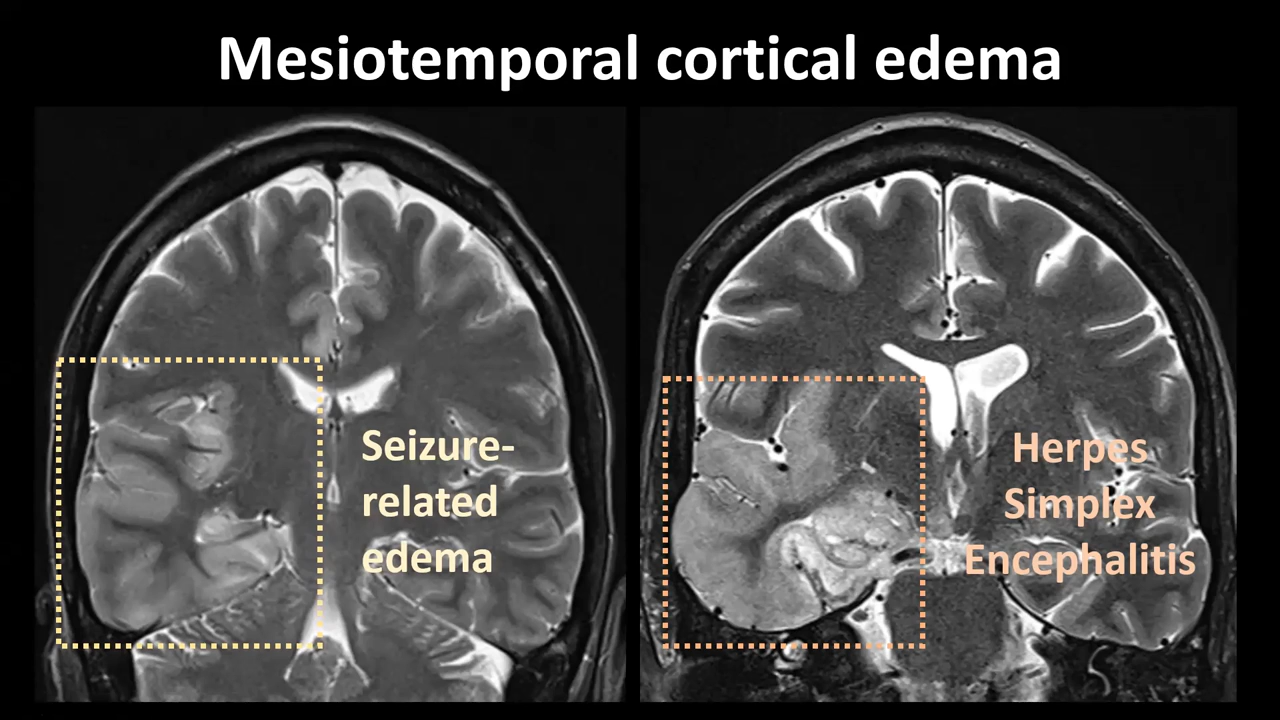 Mesiotemporal cortical edema
Seizure-
related
edema
Herpes
Simplex
Encephalitis